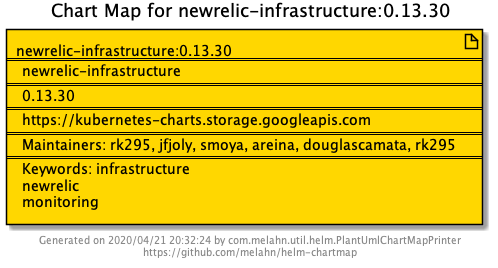 Chart Map for newrelic-infrastructure:0.13.30
newrelic-infrastructure:0.13.30
newrelic-infrastructure
0.13.30
https://kubernetes-charts.storage.googleapis.com
Maintainers: rk295, jfjoly, smoya, areina, douglascamata, rk295
Keywords: infrastructure
newrelic
monitoring
Generated on 2020/04/21 20:32:24 by com.melahn.util.helm.PlantUmlChartMapPrinter
https://github.com/melahn/helm-chartmap